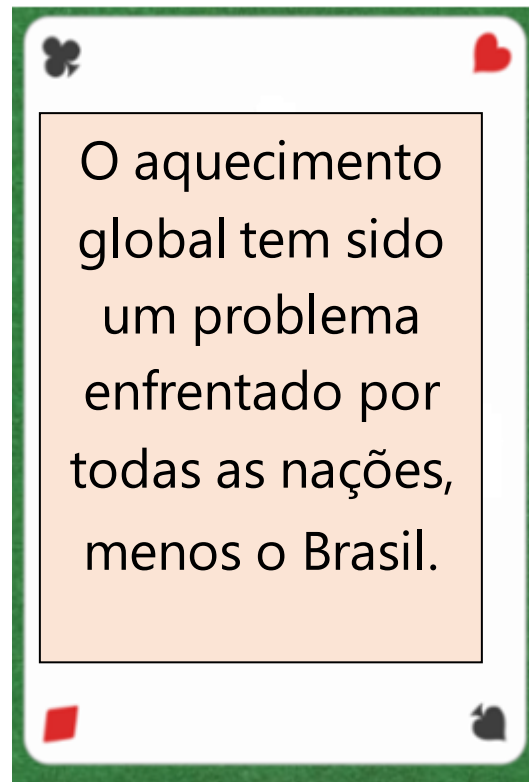 O aquecimento
global tem sido
um problema
enfrentado por
todas as nações,
menos o Brasil.